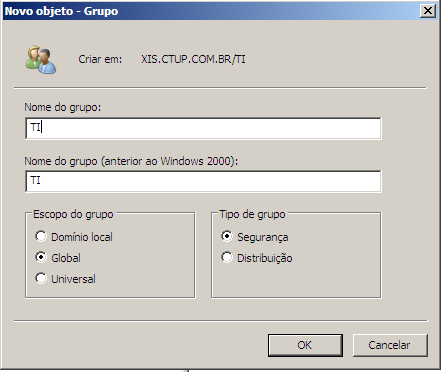 Novo objeto - Grupo
Criar em: XIS.CTUP.COM.BR/TI
Nome do grupo:
TI
Nome do grupo (anterior ao Windows 2000):
TI
Escopo do grupo
Domínio local
Global
Universal
Tipo de grupo
Segurança
Distribuição
OK Cancelar